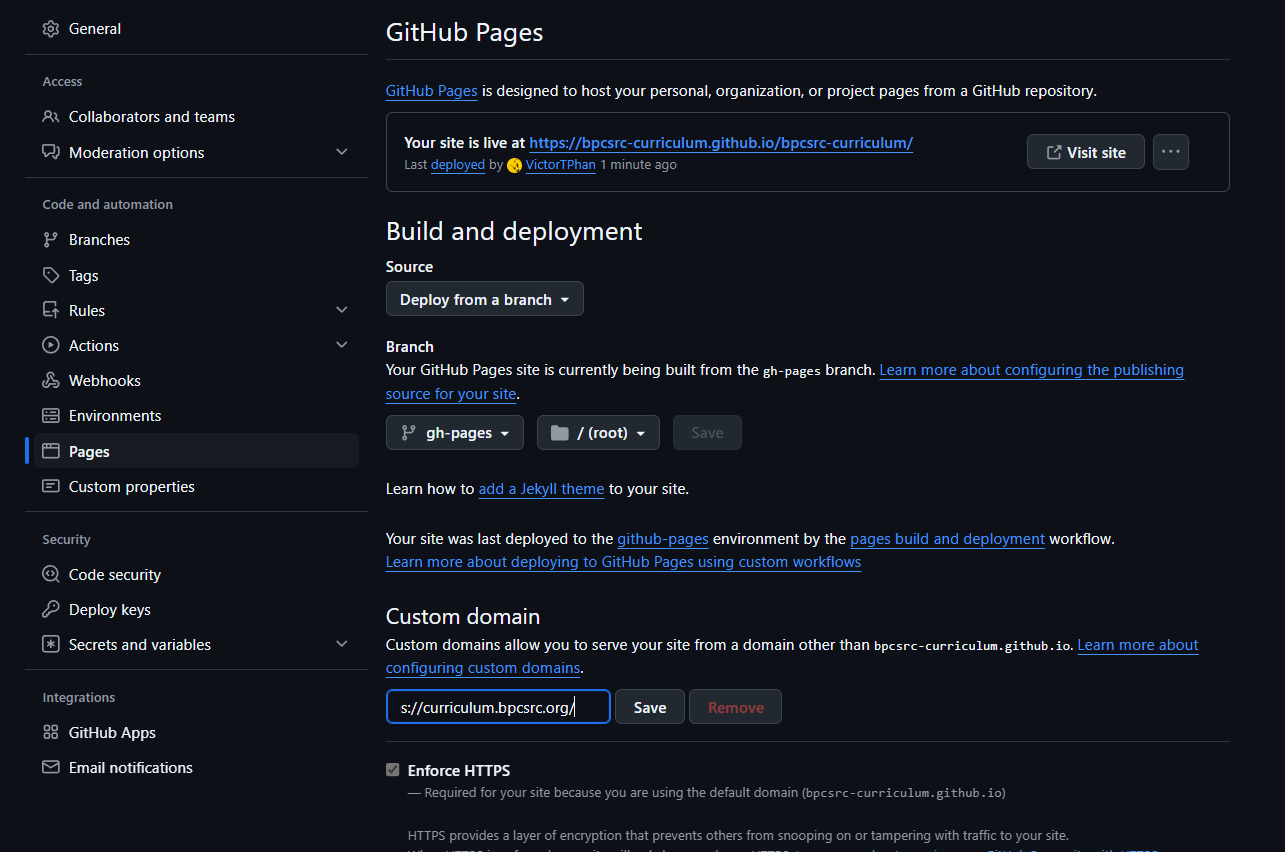 General
Access
Collaborators and teams
Moderation options
Code and automation
Branches
Tags
Rules
Actions
Webhooks
Environments
Pages
Custom properties
Security
Code security
Deploy keys
Secrets and variables
Integrations
GitHub Apps
Email notifications
GitHub Pages
GitHub Pages is designed to host your personal, organization, or project pages from a GitHub repository.
Your site is live at https://bpcsrc-curriculum.github.io/bpcsrc-curriculum/
Last deployed by VictorTPhan 1 minute ago
Visit site
Build and deployment
Source
Deploy from a branch
Branch
Your GitHub Pages site is currently being built from the gh-pages branch. Learn more about configuring the publishing
source for your site.
gh-pages / (root) Save
Learn how to add a Jekyll theme to your site.
Your site was last deployed to the github-pages environment by the pages build and deployment workflow.
Learn more about deploying to GitHub Pages using custom workflows
Custom domain
Custom domains allow you to serve your site from a domain other than bpcsrc-curriculum.github.io. Learn more about
configuring custom domains.
s://curriculum.bpcsrc.org/ Save Remove
Enforce HTTPS
— Required for your site because you are using the default domain (bpcsrc-curriculum.github.io)
HTTPS provides a layer of encryption that prevents others from snooping on or tampering with traffic to your site.